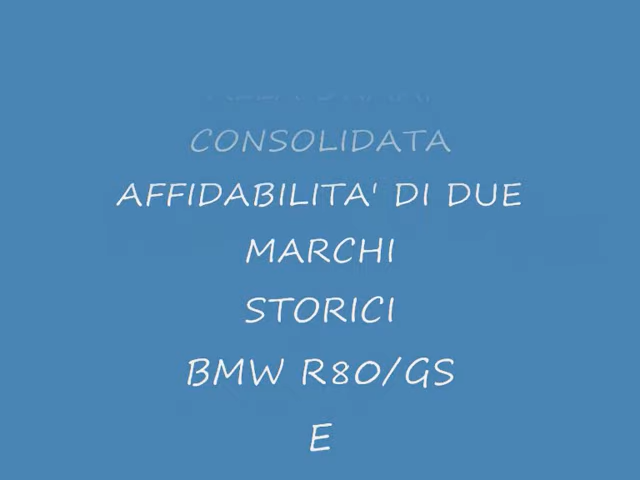 CONSOLIDATA
AFFIDABILITA' DI DUE
MARCHI
STORICI
BMW R80/GS
E